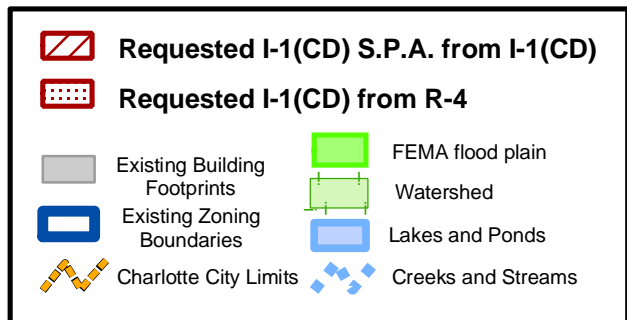 Requested I-1(CD) S.P.A. from I-1(CD)
Requested I-1(CD) from R-4
Existing Building
Footprints
Existing Zoning
Boundaries
Charlotte City Limits
FEMA flood plain
Watershed
Lakes and Ponds
Creeks and Streams